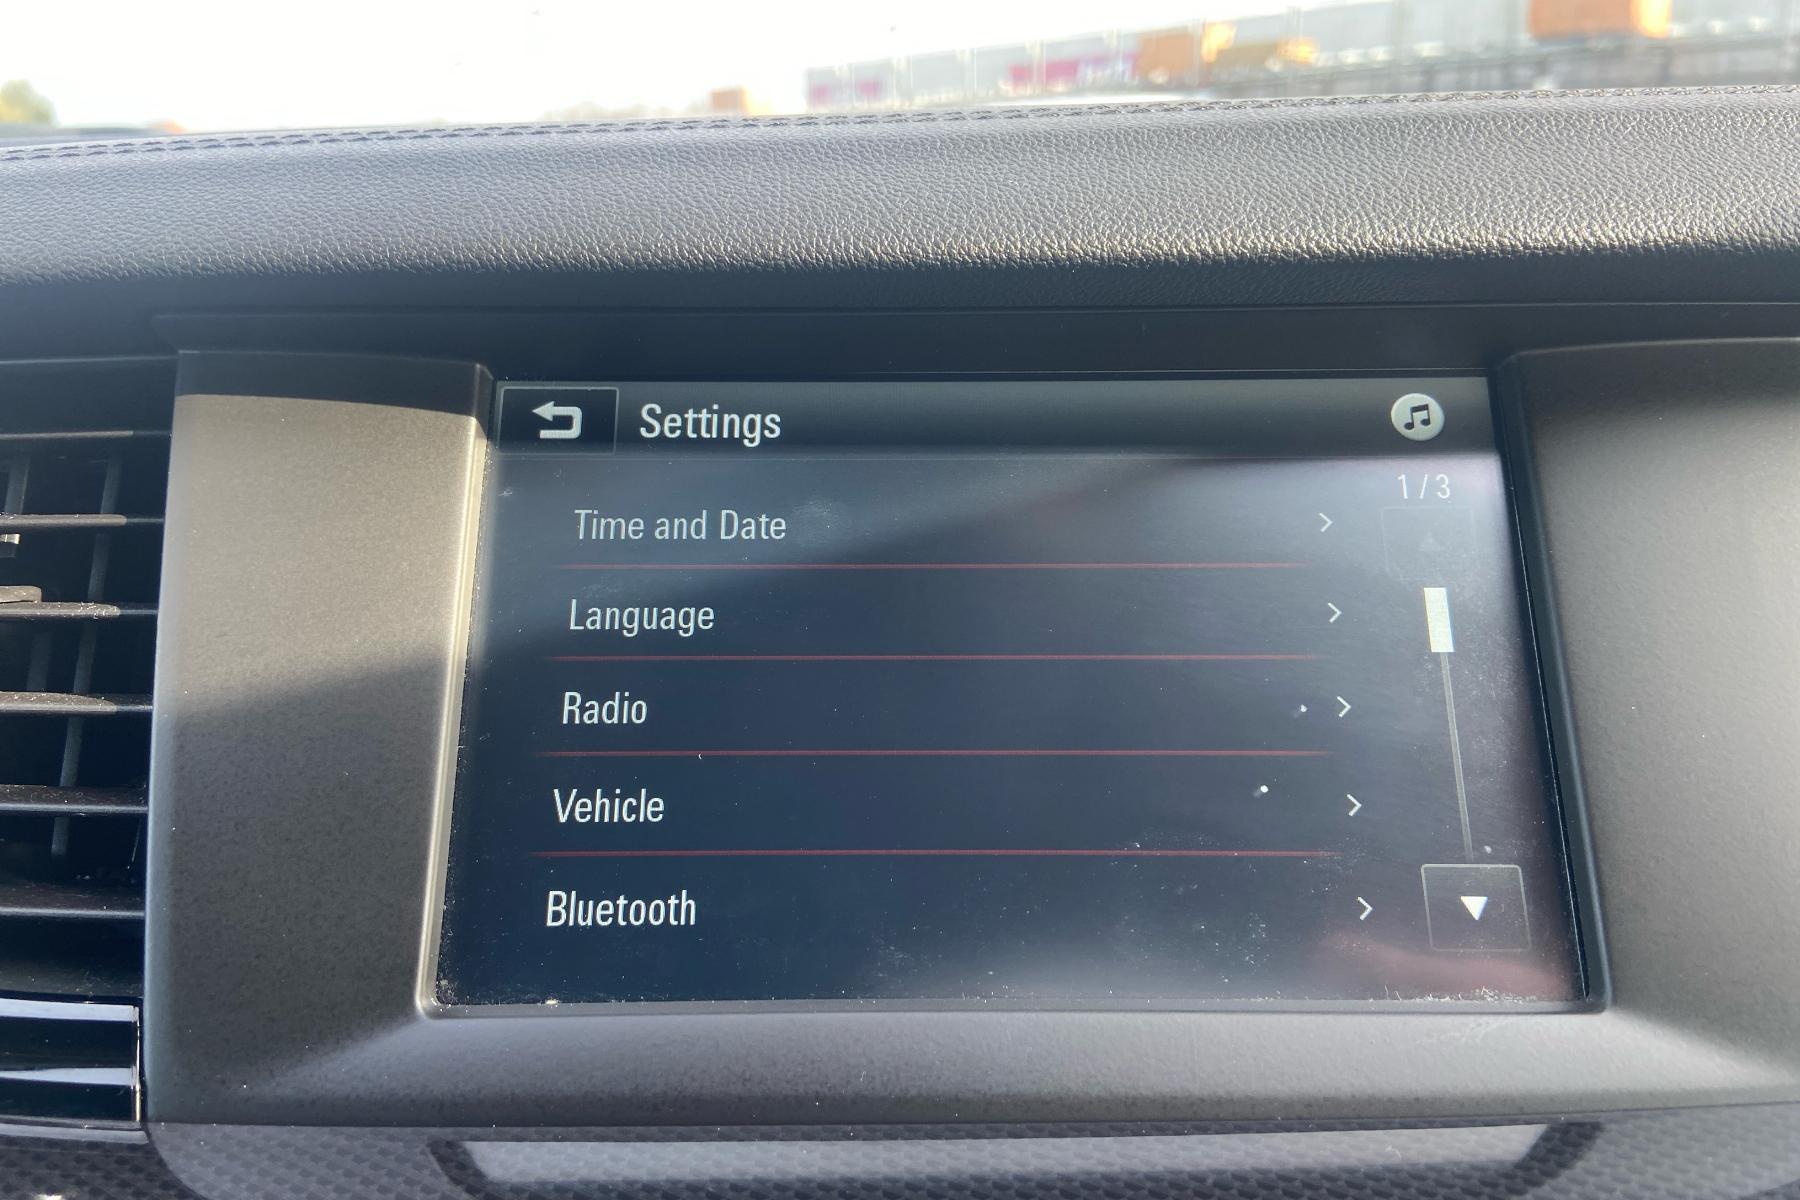 Settings
1/3
Time and Date
Language
Radio
Vehicle
Bluetooth